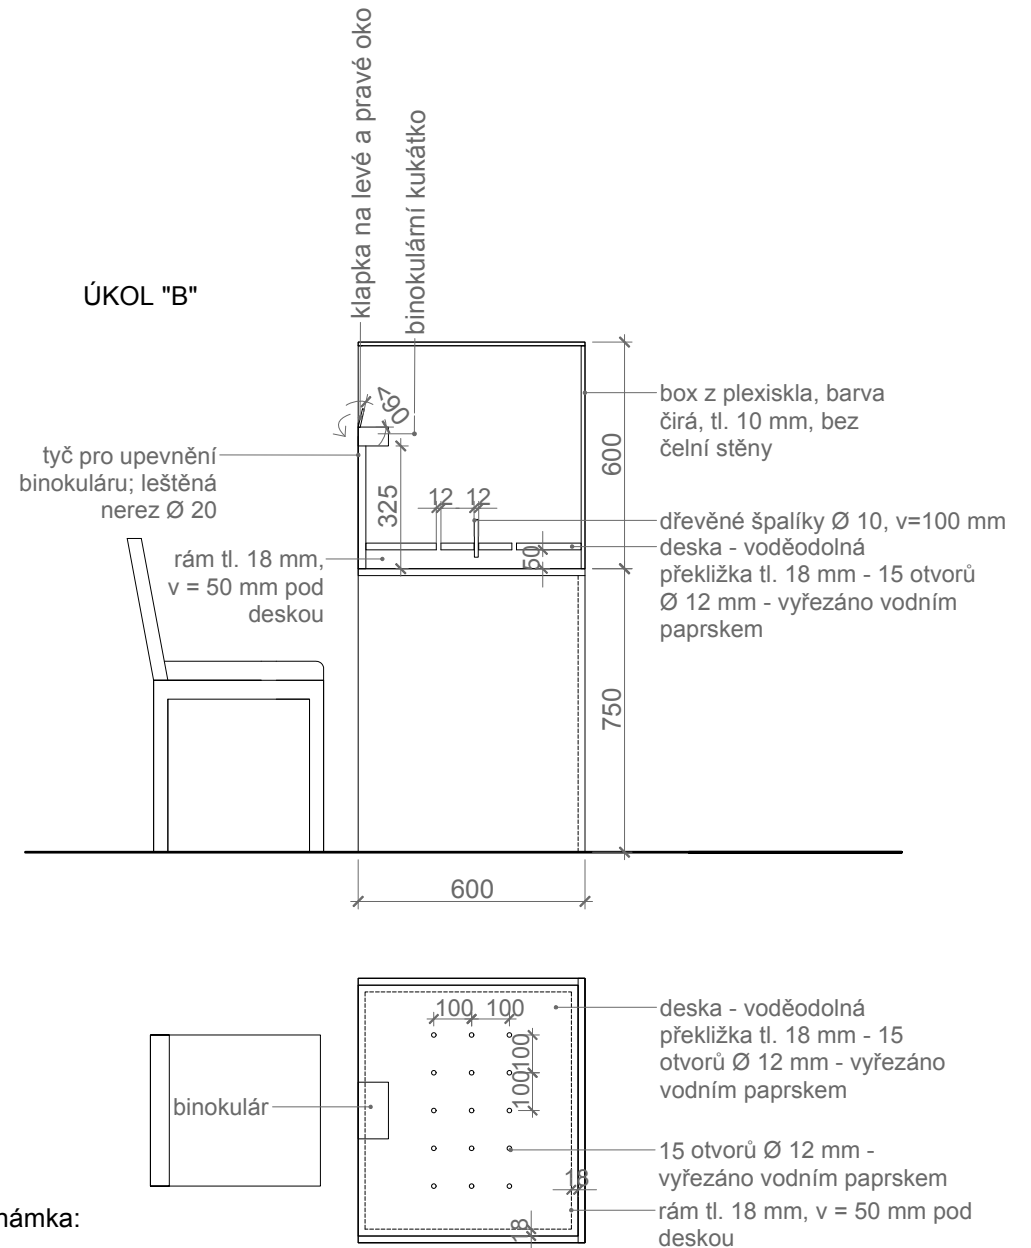 klapka na levé a pravé oko
binokulární kukátko
ÚKOL "B"
<90
box z plexiskla, barva
čirá, tl. 10 mm, bez
čelní stěny
600
tyč pro upevnění
binokuláru; leštěná
nerez Ø 20
325
12
12
dřevěné špalíky Ø 10, v=100 mm
deska - voděodolná
překližka tl. 18 mm - 15 otvorů
Ø 12 mm - vyřezáno vodním
paprskem
50
rám tl. 18 mm,
v = 50 mm pod
deskou
750
600
100
100
100
100
deska - voděodolná
překližka tl. 18 mm - 15
otvorů Ø 12 mm - vyřezáno
vodním paprskem
binokulár
15 otvorů Ø 12 mm -
vyřezáno vodním paprskem
18
rám tl. 18 mm, v = 50 mm pod
deskou
18
námka: